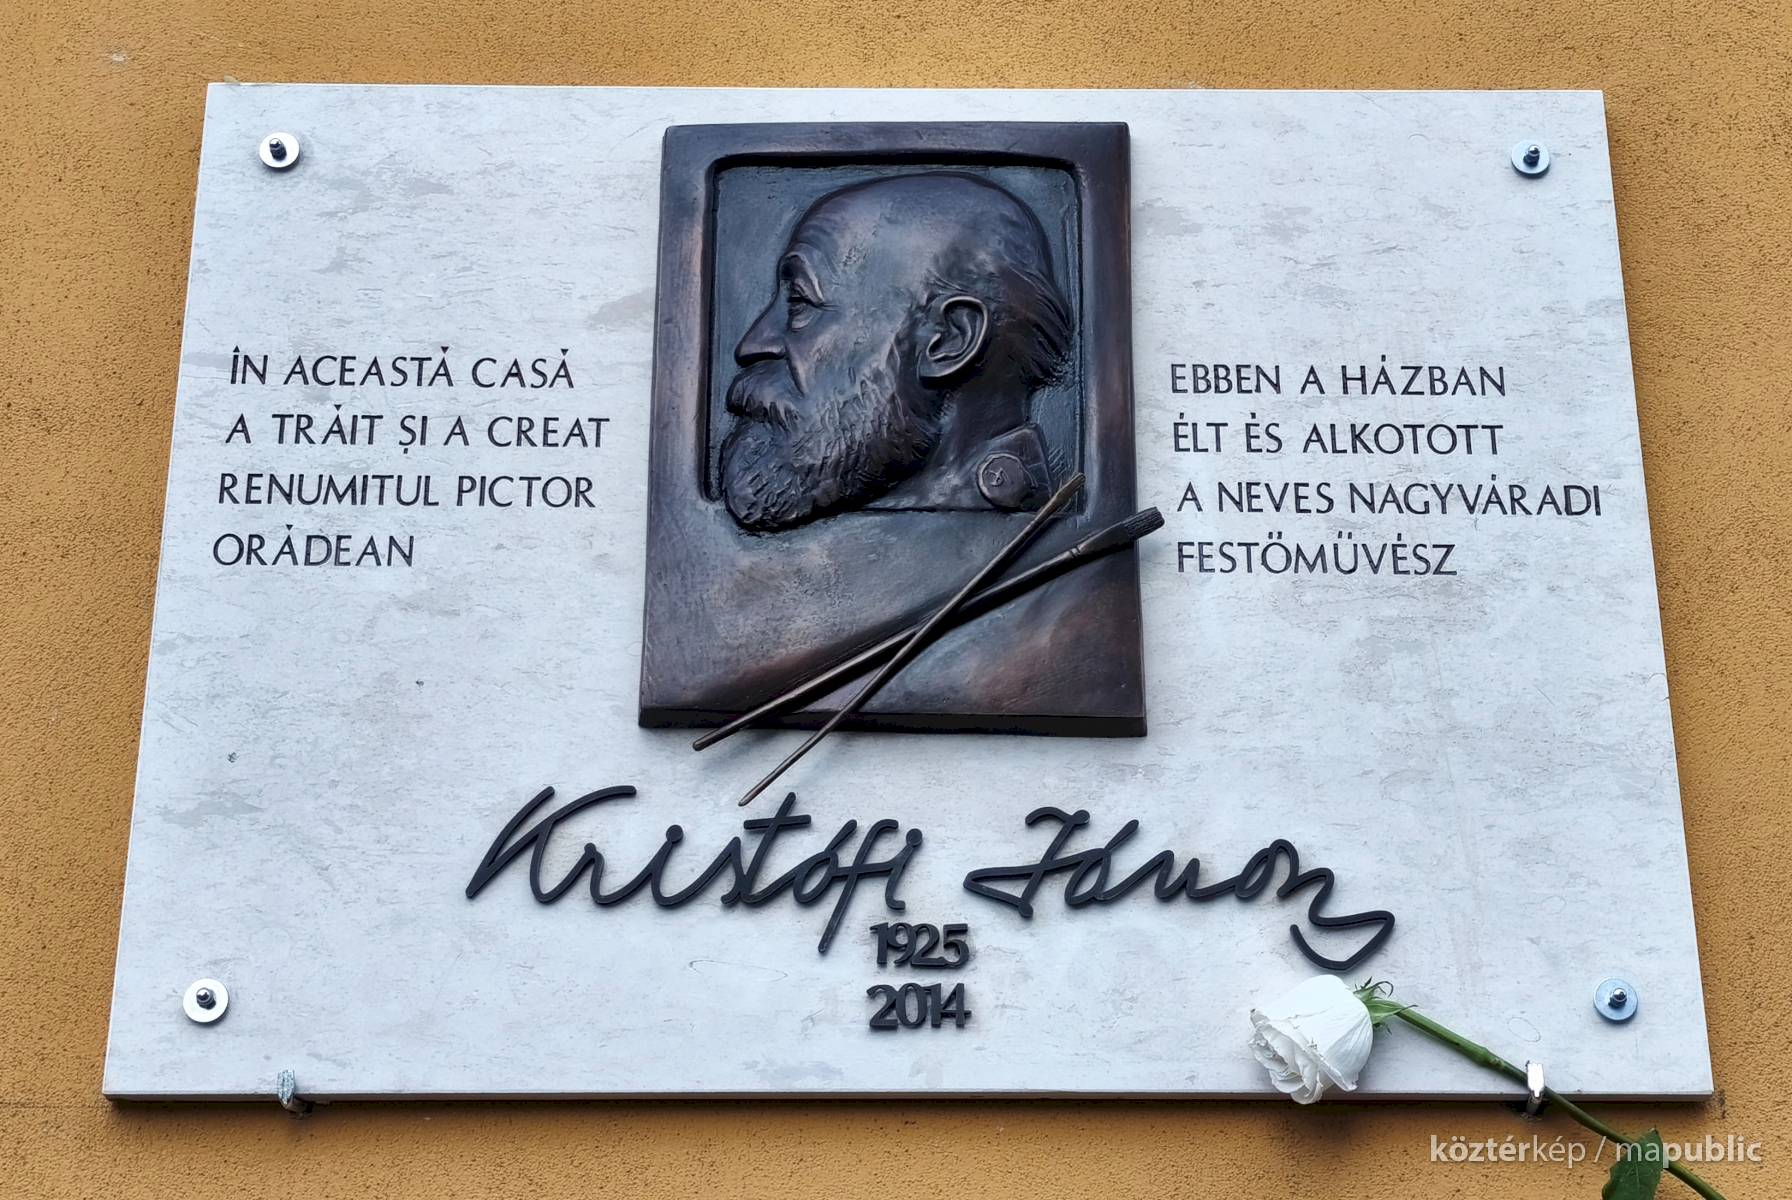 ÎN ACEASTĂ CASĂ
A TRĂIT ȘI A CREAT
RENUMITUL PICTOR
ORĂDEAN
EBBEN A HÁZBAN
ÉLT ÉS ALKOTOTT
A NEVES NAGYVÁRADI
FESTŐMŰVÉSZ
Kristófi János
1925
2014
köztérkép / mapublic